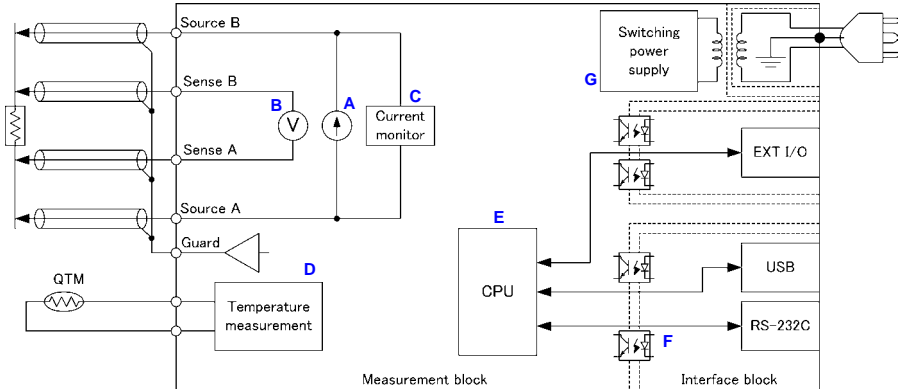 Source B
Sense B
B
A
C
V
Current
monitor
Sense A
Source A
Guard
QTM
D
Temperature
measurement
E
CPU
G
Switching
power
supply
EXT I/O
USB
RS-232C
F
Measurement block
Interface block